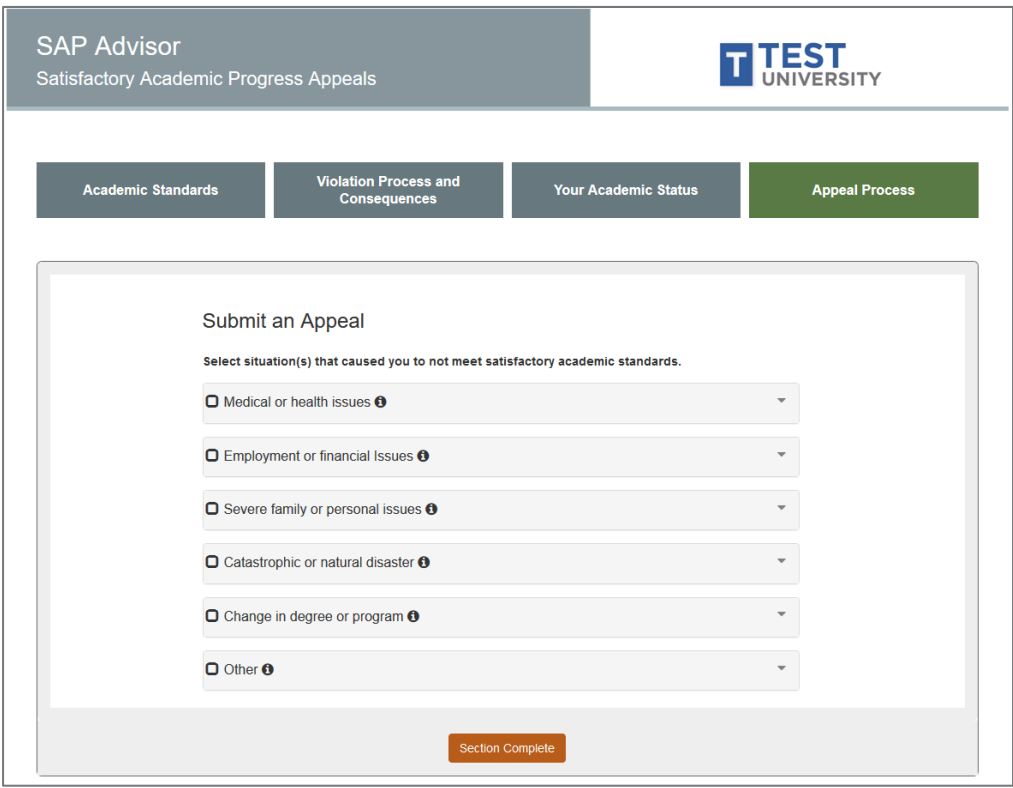 SAP Advisor
Satisfactory Academic Progress Appeals
T TEST
UNIVERSITY
Academic Standards
Violation Process and
Consequences
Your Academic Status
Appeal Process
Submit an Appeal
Select situation(s) that caused you to not meet satisfactory academic standards.
Medical or health issues
Employment or financial Issues
Severe family or personal issues
Catastrophic or natural disaster
Change in degree or program
Other
Section Complete